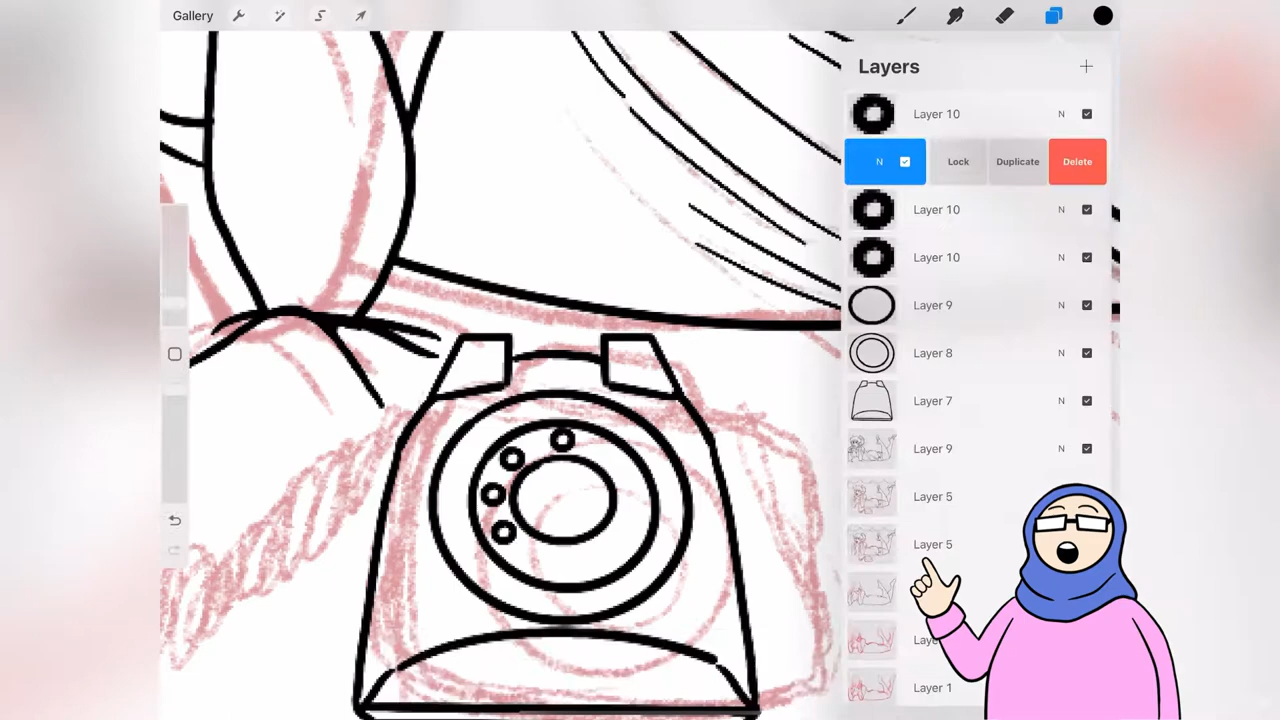 Gallery
Layers
Layer 10 N
N Lock Duplicate Delete
Layer 10 N
Layer 10 N
Layer 9 N
Layer 8 N
Layer 7 N
Layer 9 N
Layer 5
Layer 5
Laye
Layer 1